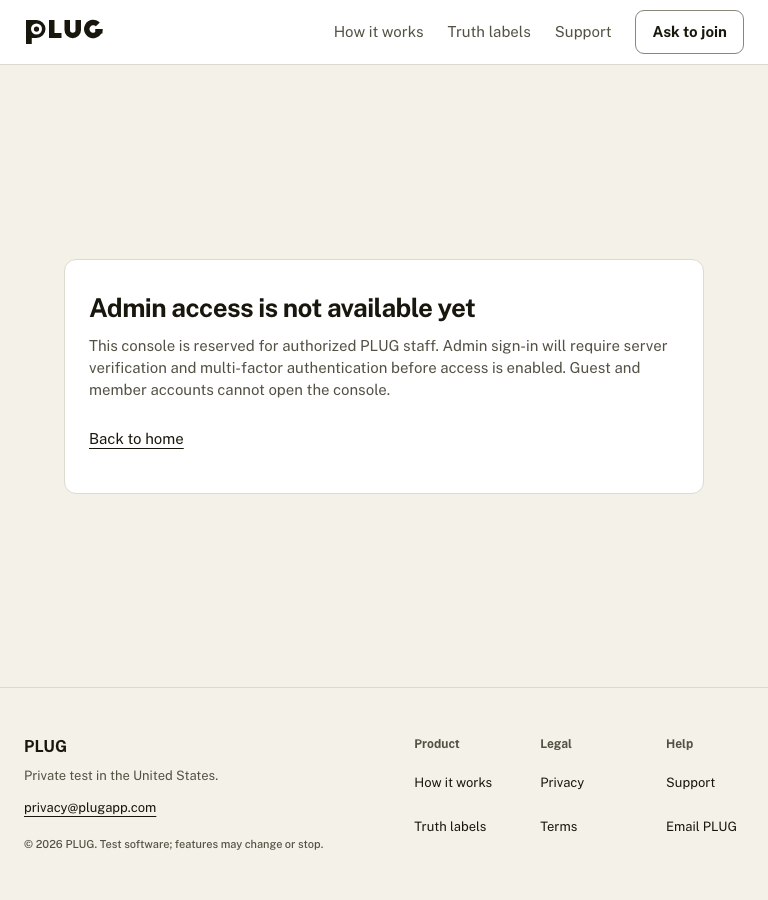 PLUG
How it works
Truth labels
Support
Ask to join
Admin access is not available yet
This console is reserved for authorized PLUG staff. Admin sign-in will require server
verification and multi-factor authentication before access is enabled. Guest and
member accounts cannot open the console.
Back to home
PLUG
Private test in the United States.
privacy@plugapp.com
© 2026 PLUG. Test software; features may change or stop.
Product
How it works
Truth labels
Legal
Privacy
Terms
Help
Support
Email PLUG